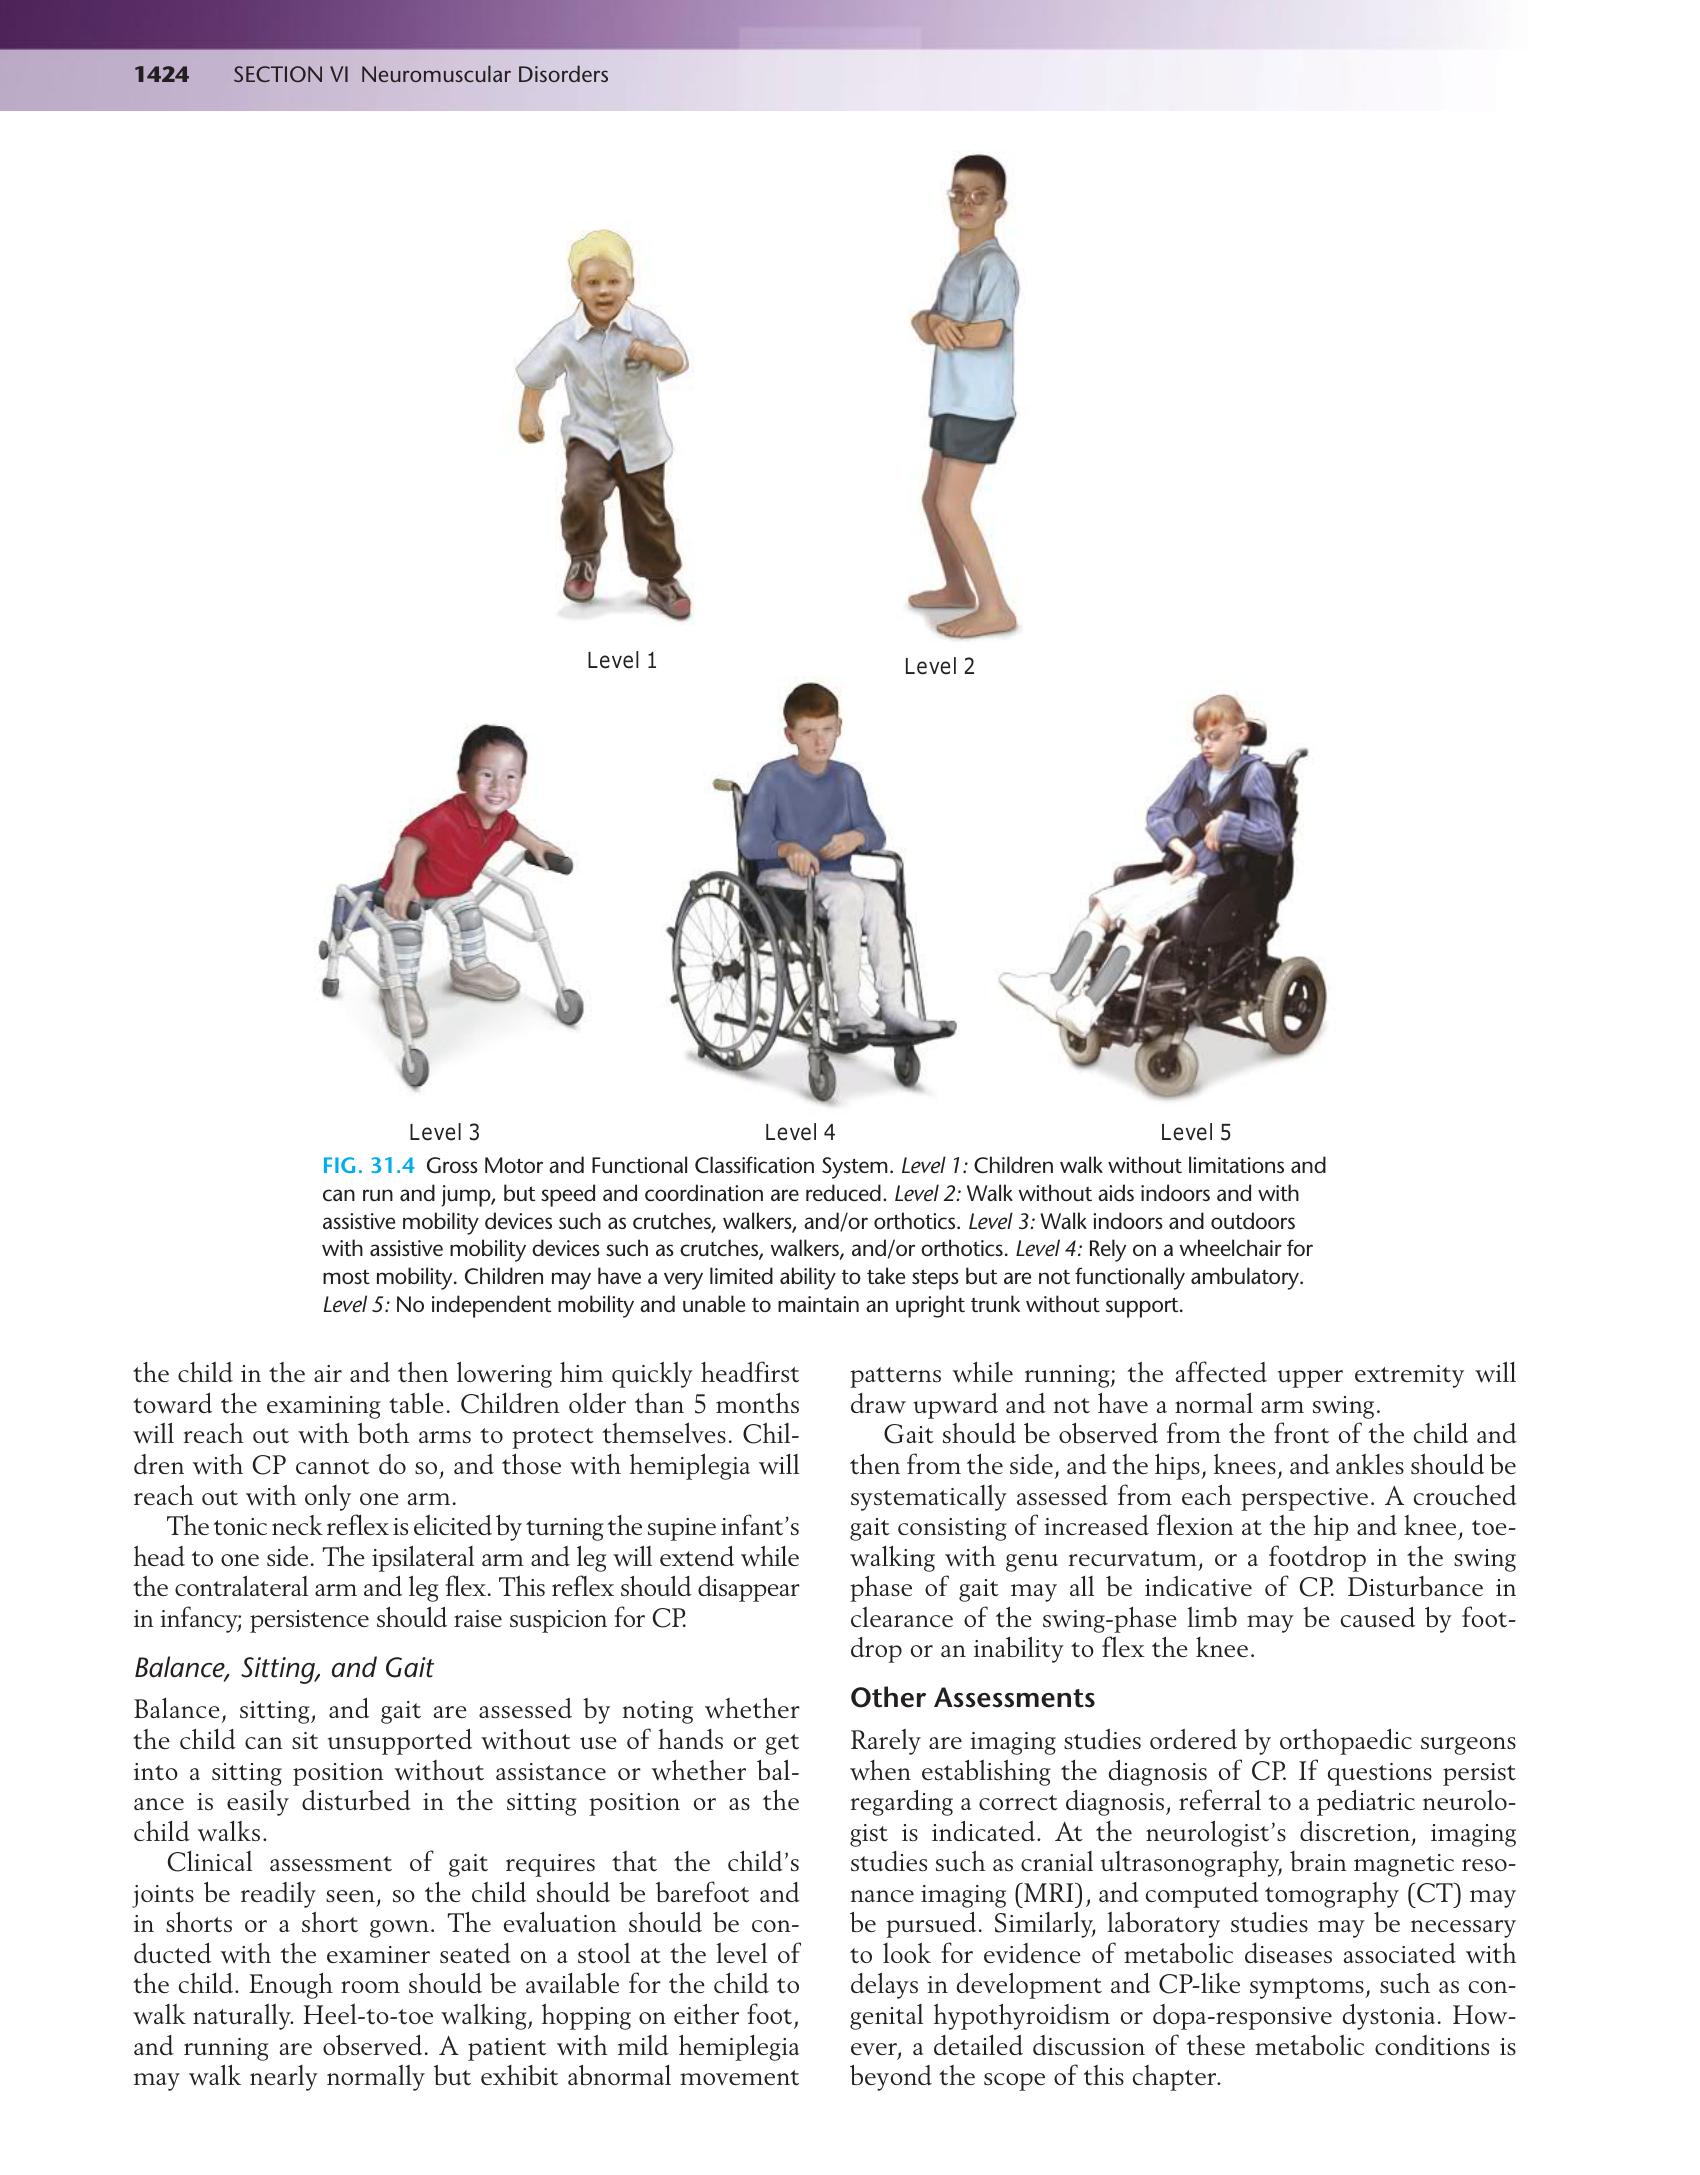 1424 SECTION VI Neuromuscular Disorders
Level 1
Level 2
Level 3
Level 4
Level 5
FIG. 31.4 Gross Motor and Functional Classification System. Level 1: Children walk without limitations and
can run and jump, but speed and coordination are reduced. Level 2: Walk without aids indoors and with
assistive mobility devices such as crutches, walkers, and/or orthotics. Level 3: Walk indoors and outdoors
with assistive mobility devices such as crutches, walkers, and/or orthotics. Level 4: Rely on a wheelchair for
most mobility. Children may have a very limited ability to take steps but are not functionally ambulatory.
Level 5: No independent mobility and unable to maintain an upright trunk without support.
the child in the air and then lowering him quickly headfirst
toward the examining table. Children older than 5 months
will reach out with both arms to protect themselves. Chil-
dren with CP cannot do so, and those with hemiplegia will
reach out with only one arm.
The tonic neck reflex is elicited by turning the supine infant's
head to one side. The ipsilateral arm and leg will extend while
the contralateral arm and leg flex. This reflex should disappear
in infancy; persistence should raise suspicion for CP.
Balance, Sitting, and Gait
Balance, sitting, and gait are assessed by noting whether
the child can sit unsupported without use of hands or get
into a sitting position without assistance or whether bal-
ance is easily disturbed in the sitting position or as the
child walks.
Clinical assessment of gait requires that the child's
joints be readily seen, so the child should be barefoot and
in shorts or a short gown. The evaluation should be con-
ducted with the examiner seated on a stool at the level of
the child. Enough room should be available for the child to
walk naturally. Heel-to-toe walking, hopping on either foot,
and running are observed. A patient with mild hemiplegia
may walk nearly normally but exhibit abnormal movement
patterns while running; the affected upper extremity will
draw upward and not have a normal arm swing.
Gait should be observed from the front of the child and
then from the side, and the hips, knees, and ankles should be
systematically assessed from each perspective. A crouched
gait consisting of increased flexion at the hip and knee, toe-
walking with genu recurvatum, or a footdrop in the swing
phase of gait may all be indicative of CP. Disturbance in
clearance of the swing-phase limb may be caused by foot-
drop or an inability to flex the knee.
Other Assessments
Rarely are imaging studies ordered by orthopaedic surgeons
when establishing the diagnosis of CP. If questions persist
regarding a correct diagnosis, referral to a pediatric neurolo-
gist is indicated. At the neurologist's discretion, imaging
studies such as cranial ultrasonography, brain magnetic reso-
nance imaging (MRI), and computed tomography (CT) may
be pursued. Similarly, laboratory studies may be necessary
to look for evidence of metabolic diseases associated with
delays in development and CP-like symptoms, such as con-
genital hypothyroidism or dopa-responsive dystonia. How-
ever, a detailed discussion of these metabolic conditions is
beyond the scope of this chapter.